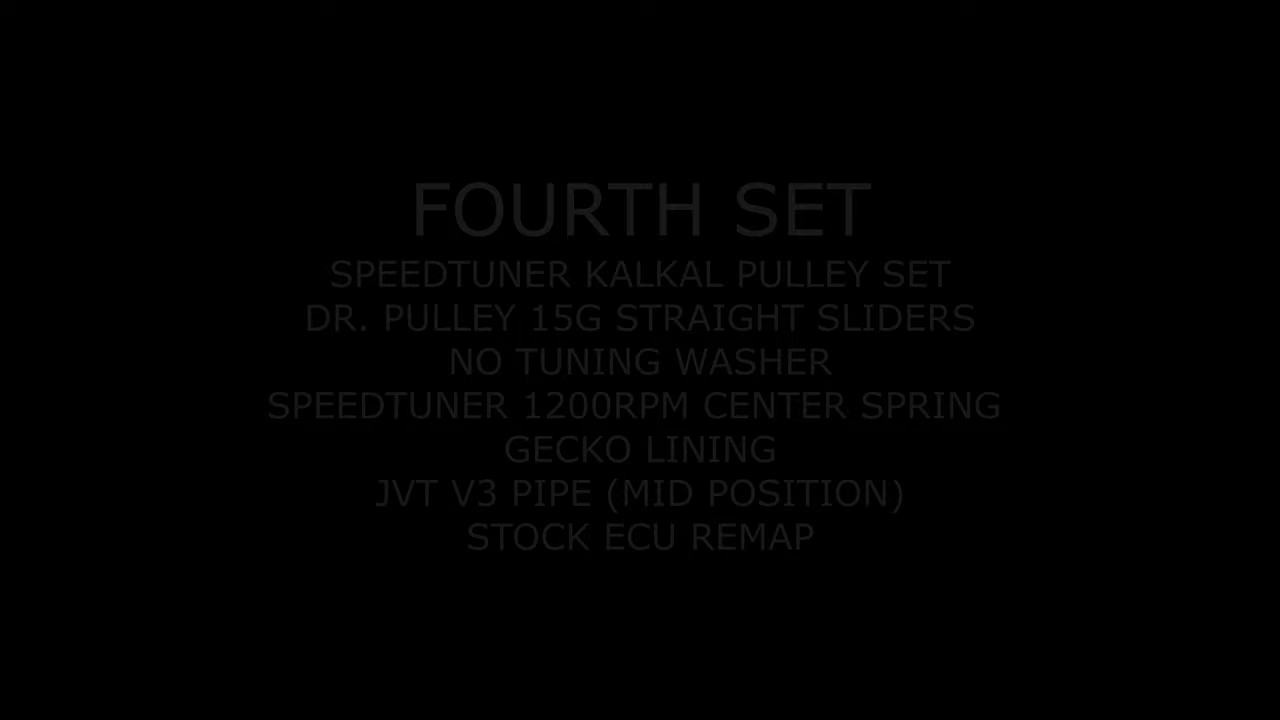 FOURTH SET
SPEEDTUNER KALKAL PULLEY SET
DR. PULLEY 15G STRAIGHT SLIDERS
NO TUNING WASHER
SPEEDTUNER 1200RPM CENTER SPRING
GECKO LINING
JVT V3 PIPE (MID POSITION)
STOCK ECU REMAP